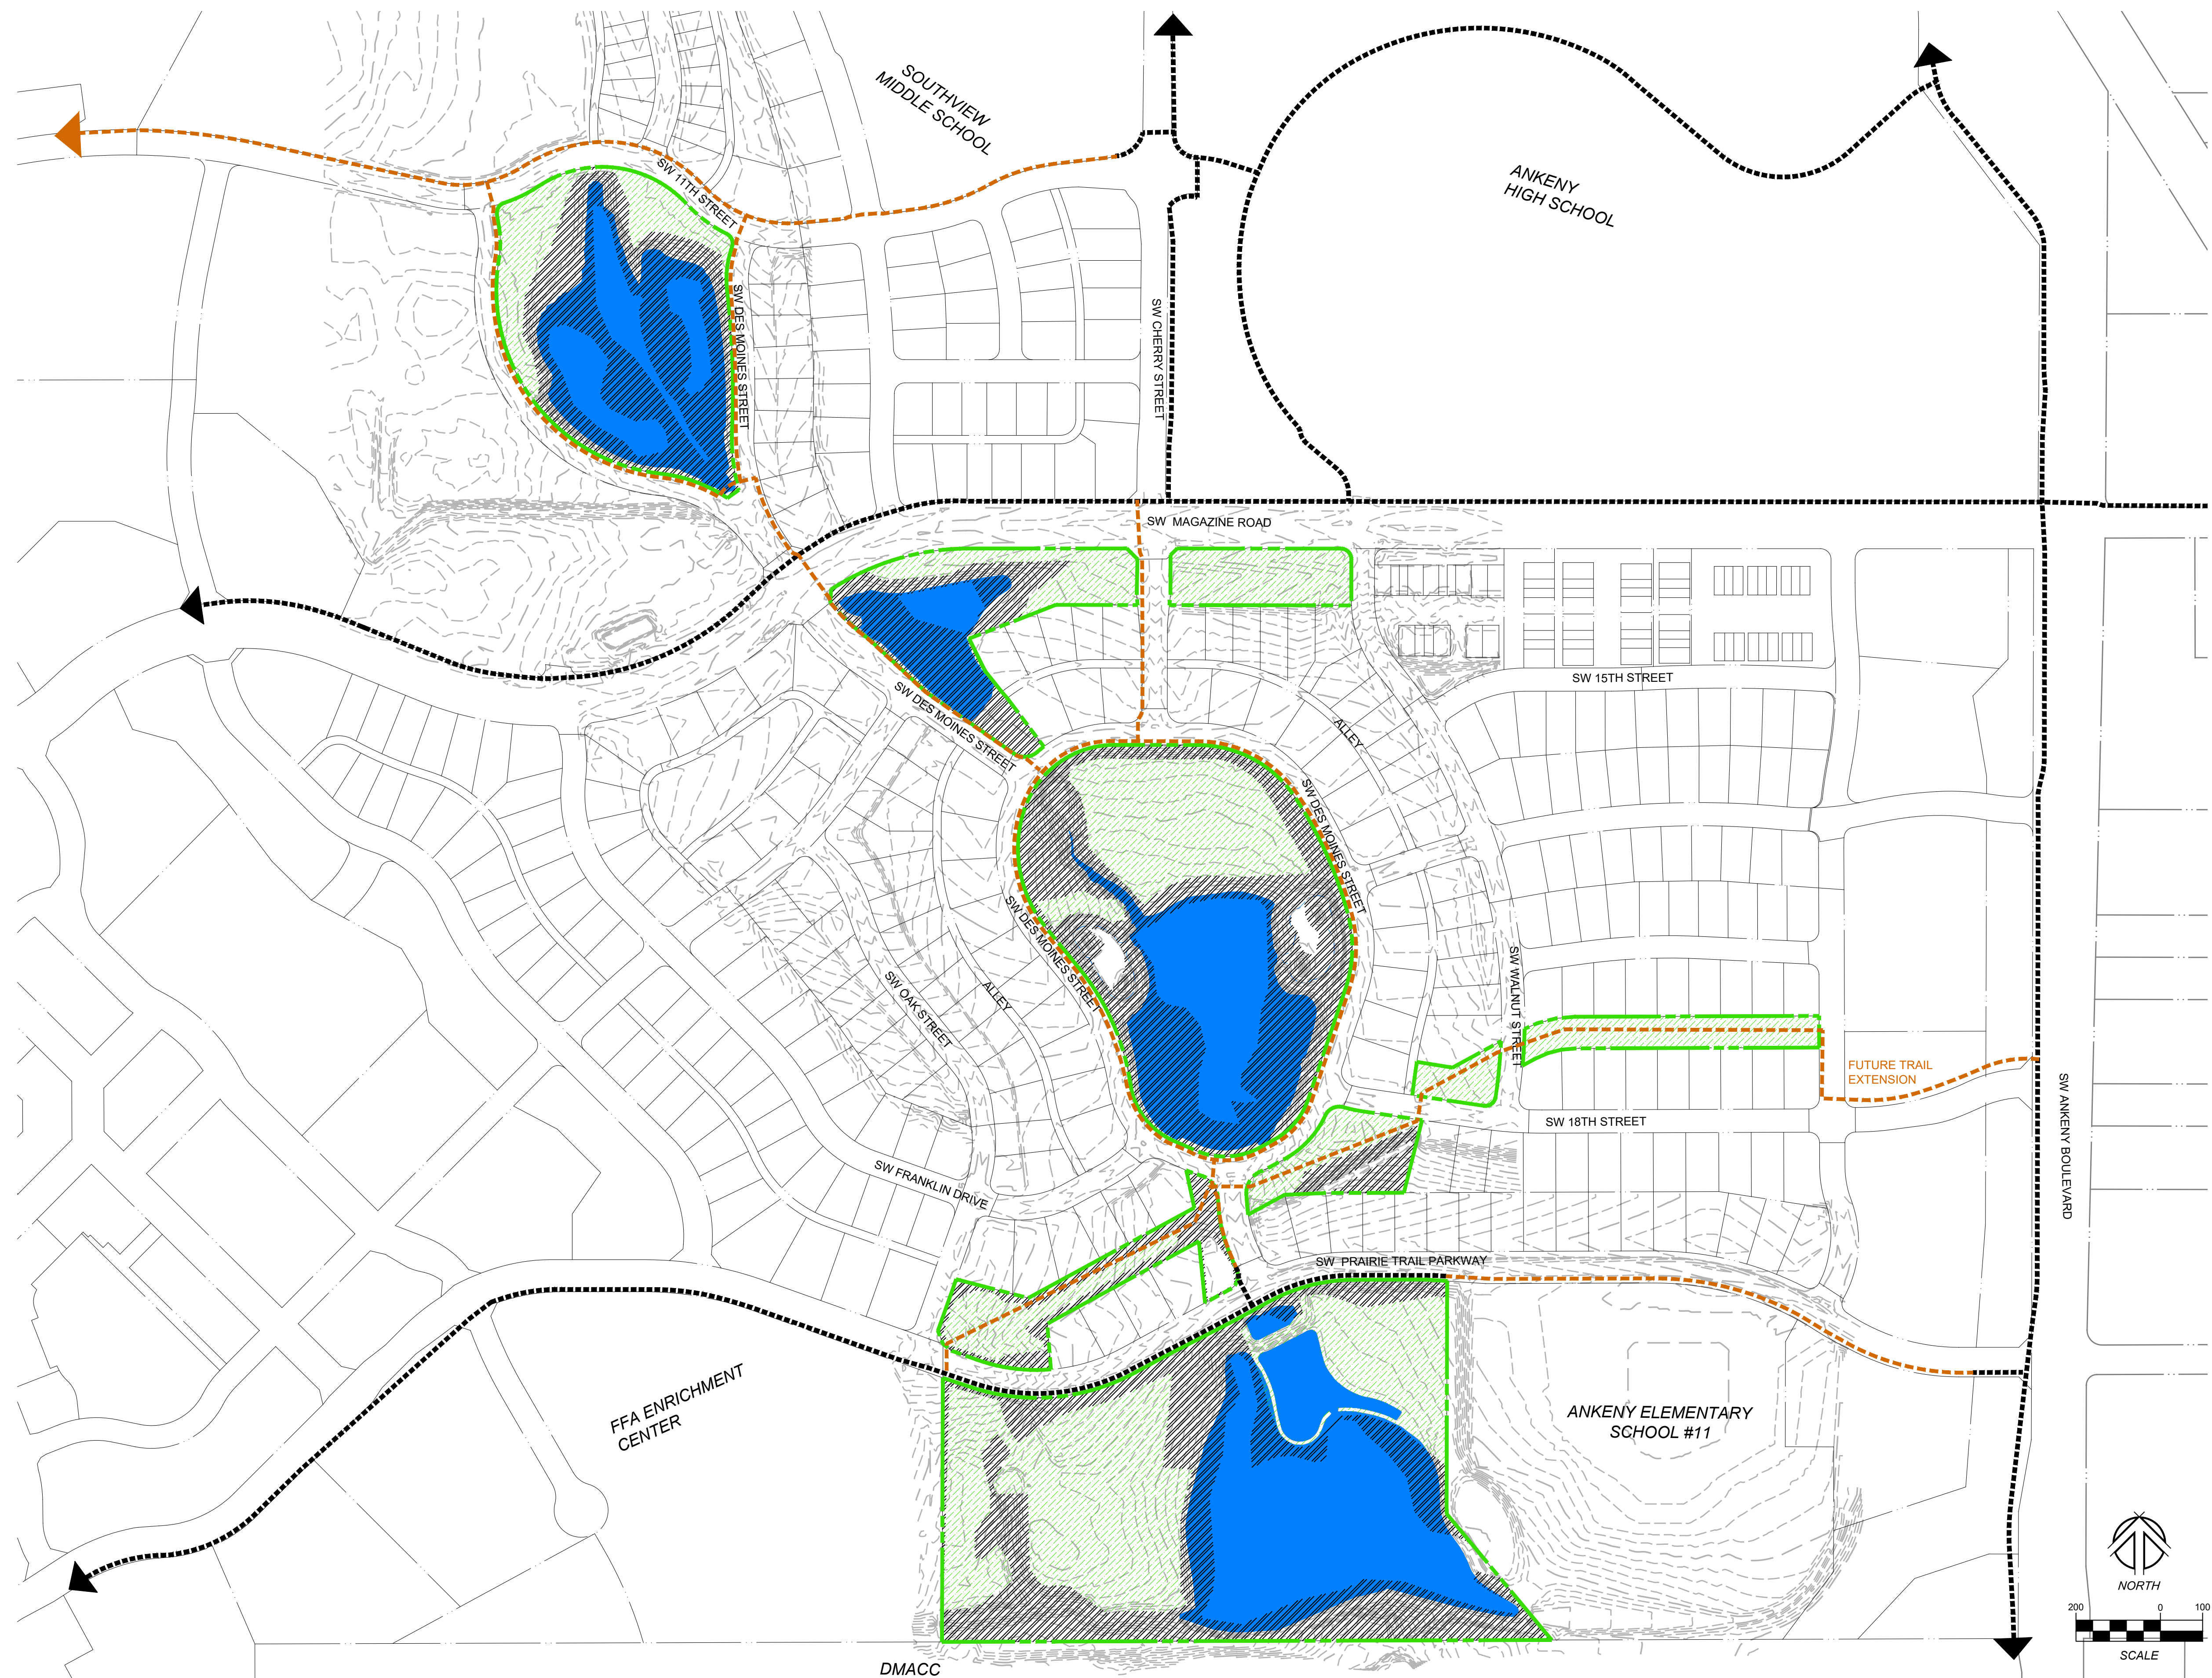 SOUTHVIEW
MIDDLE SCHOOL
ANKENY
HIGH SCHOOL
SW 11TH STREET
SW DES MOINES STREET
SW CHERRY STREET
SW  MAGAZINE ROAD
SW 15TH STREET
SW DES MOINES STREET
ALLEY
SW DES MOINES STREET
SW DES MOINES STREET
SW OAK STREET
ALLEY
SW WALNUT STREET
FUTURE TRAIL
EXTENSION
SW ANKENY BOULEVARD
SW 18TH STREET
SW FRANKLIN DRIVE
SW  PRAIRIE TRAIL PARKWAY
FFA ENRICHMENT
CENTER
ANKENY ELEMENTARY
SCHOOL #11
NORTH
200 0 100
SCALE
DMACC